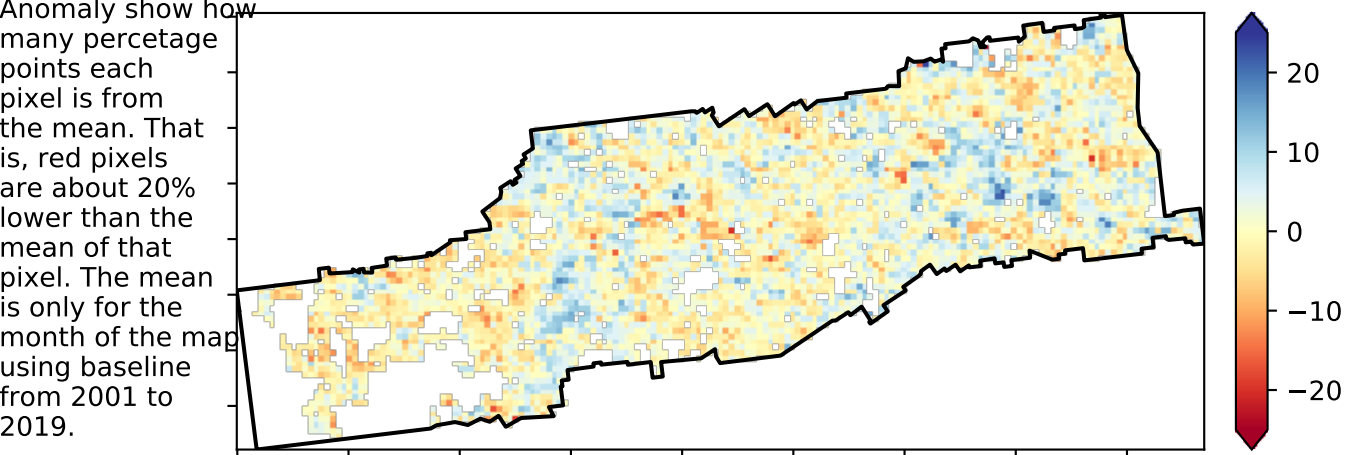 Anomaly show how
many percetage
points each
pixel is from
the mean. That
is, red pixels
are about 20%
lower than the
mean of that
pixel. The mean
is only for the
month of the map
using baseline
from 2001 to
2019.
20
10
0
−10
−20